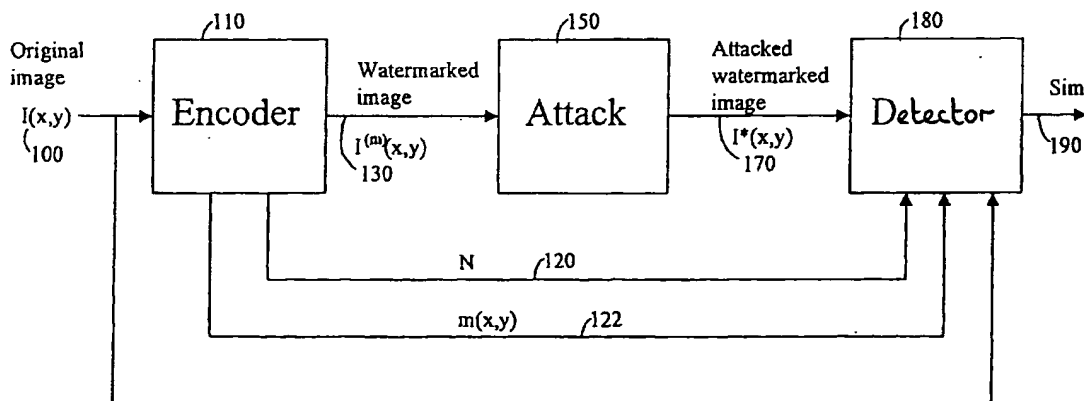 110
150
180
Original
image
I(x,y)
100
Encoder
Watermarked
image
I^(m)(x,y)
130
Attack
Attacked
watermarked
image
I*(x,y)
170
Detector
Sim
190
N
120
m(x,y)
122